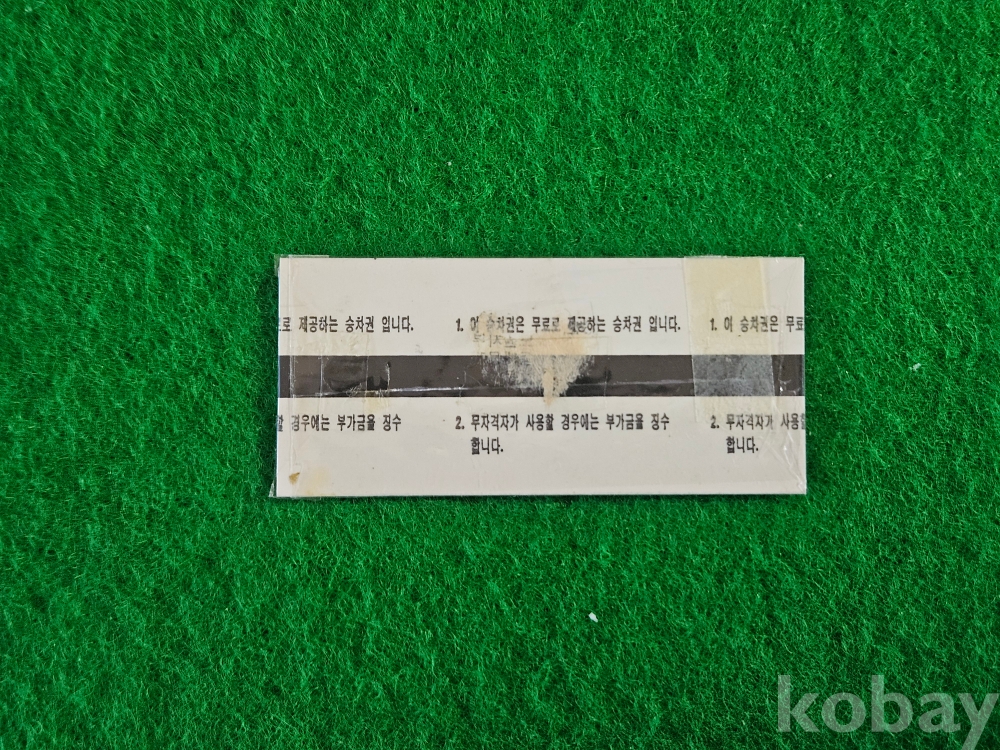 로 제공하는 승차권 입니다.
1. 이 승차권은 무료로 제공하는 승차권 입니다.
1. 이 승차권은 무료
할 경우에는 부가금을 징수
2. 무자격자가 사용할 경우에는 부가금을 징수
합니다.
2. 무자격자가 사용할
합니다.
kobay